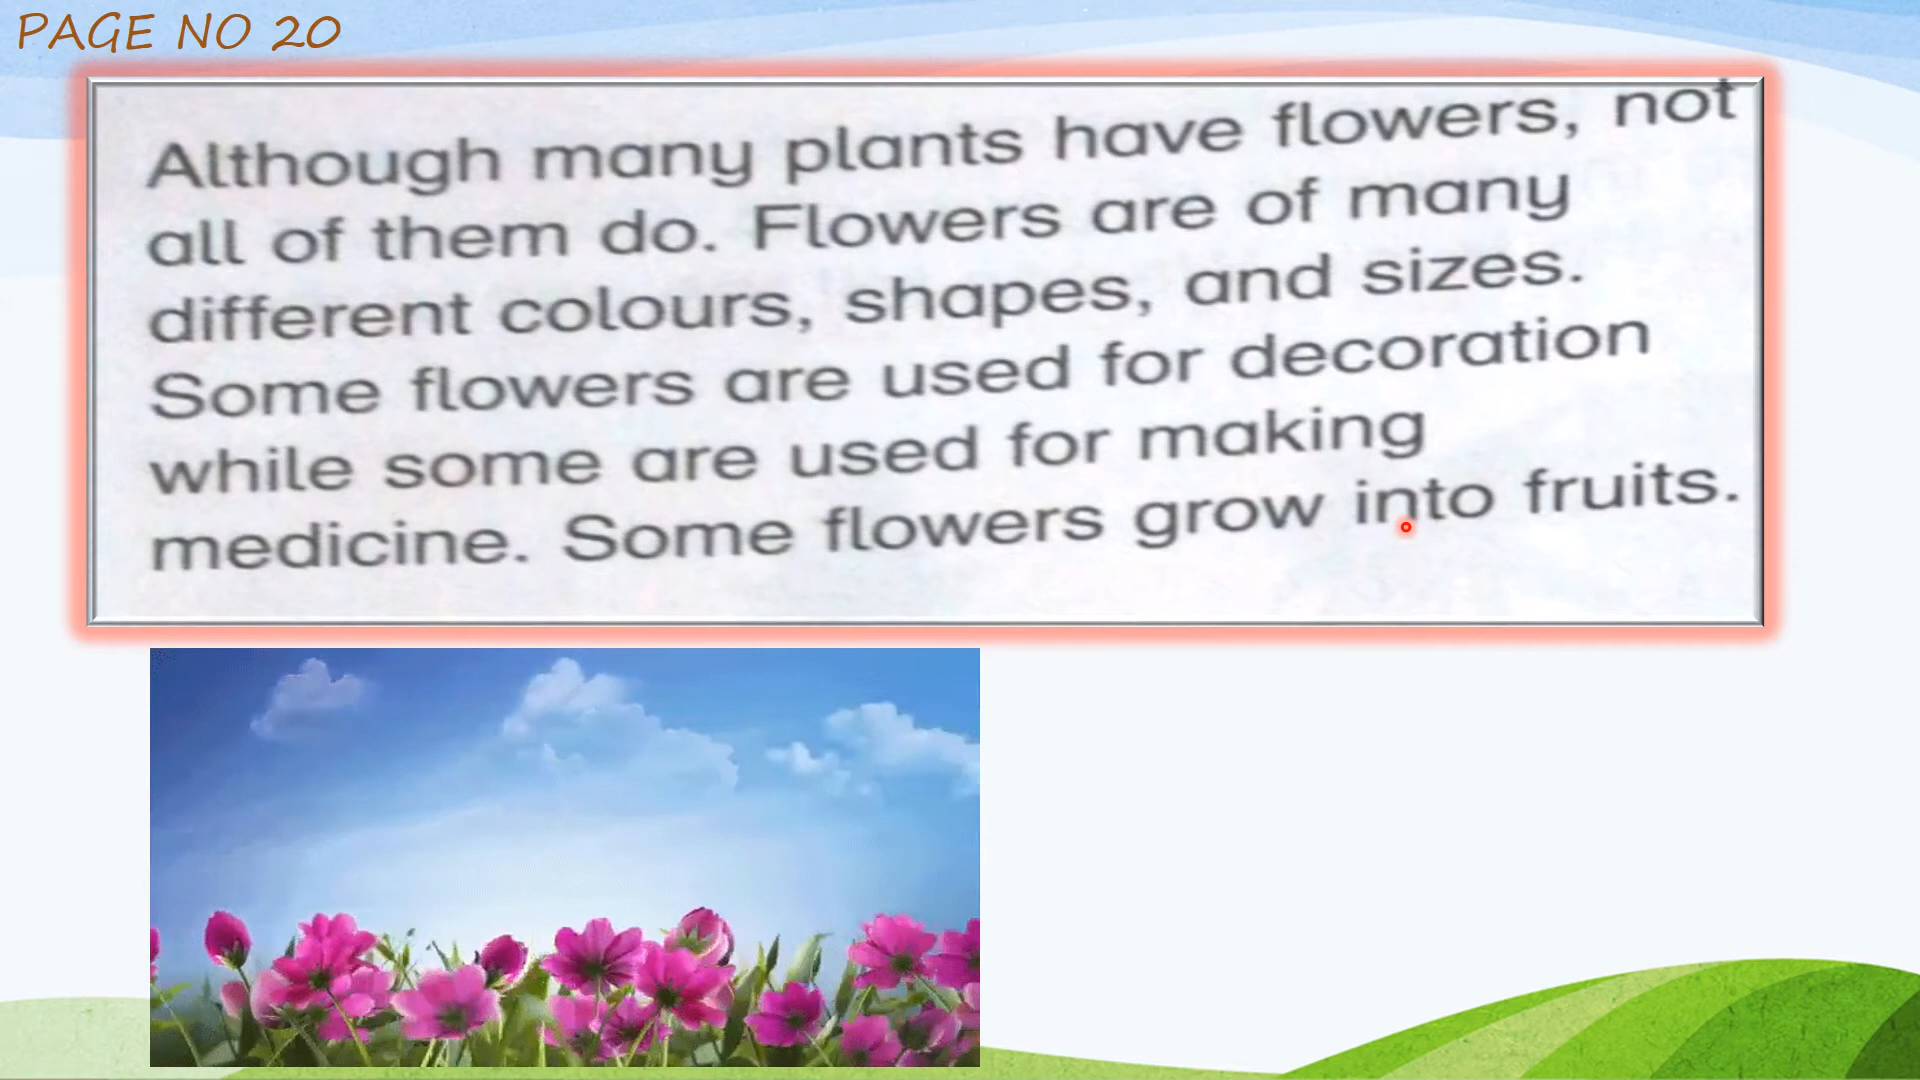 PAGE NO 20
Although many plants have flowers, not
all of them do. Flowers are of many
different colours, shapes, and sizes.
Some flowers are used for decoration
while some are used for making
medicine. Some flowers grow into fruits.